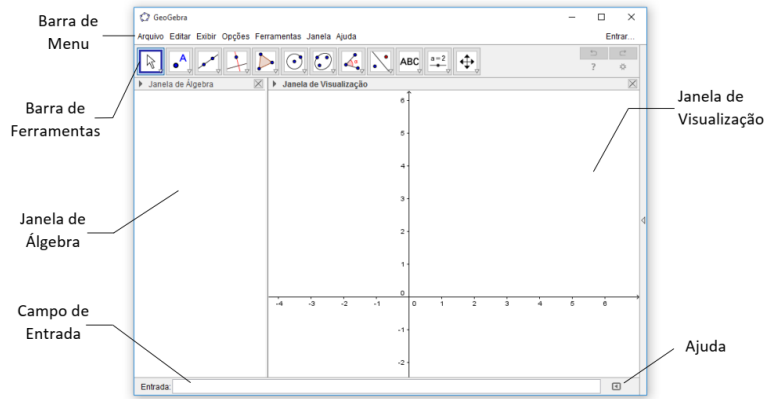 GeoGebra
Arquivo Editar Exibir Opções Ferramentas Janela Ajuda
Entrar...
A
ABC
a=2
?
Janela de Álgebra
Janela de Visualização
6
5
4
3
2
1
0
-4 -3 -2 -1 0 1 2 3 4 5 6
-1
-2
Entrada:
Barra de
Menu
Barra de
Ferramentas
Janela de
Álgebra
Campo de
Entrada
Janela de
Visualização
Ajuda